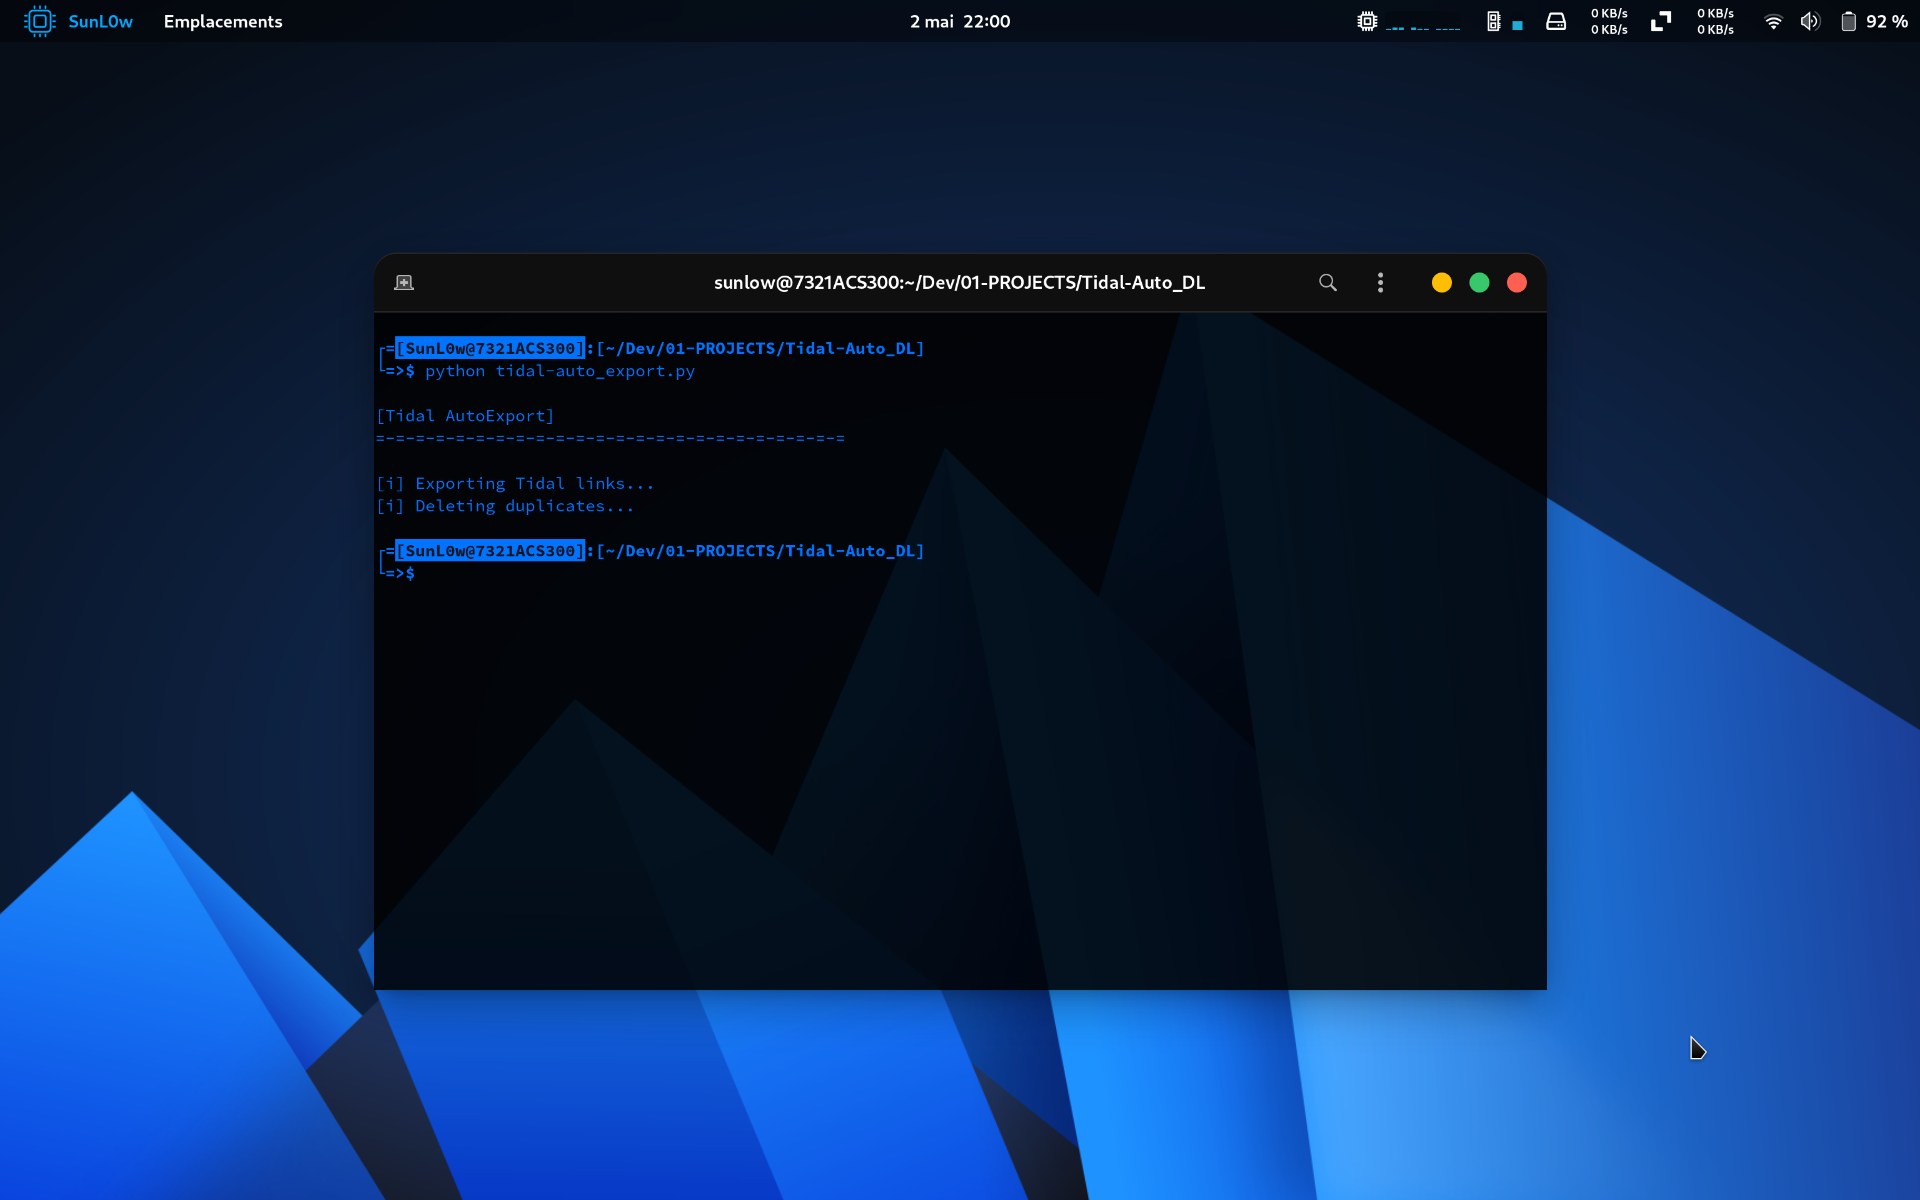 SunL0w Emplacements 2 mai 22:00 0 KB/s 0 KB/s 92 %
0 KB/s 0 KB/s
sunlow@7321ACS300:~/Dev/01-PROJECTS/Tidal-Auto_DL
┌=[SunL0w@7321ACS300]:[~/Dev/01-PROJECTS/Tidal-Auto_DL]
└=>$ python tidal-auto_export.py
[Tidal AutoExport]
=-=-=-=-=-=-=-=-=-=-=-=-=-=-=-=-=-=-=-=-=-=-=-=
[i] Exporting Tidal links...
[i] Deleting duplicates...
┌=[SunL0w@7321ACS300]:[~/Dev/01-PROJECTS/Tidal-Auto_DL]
└=>$